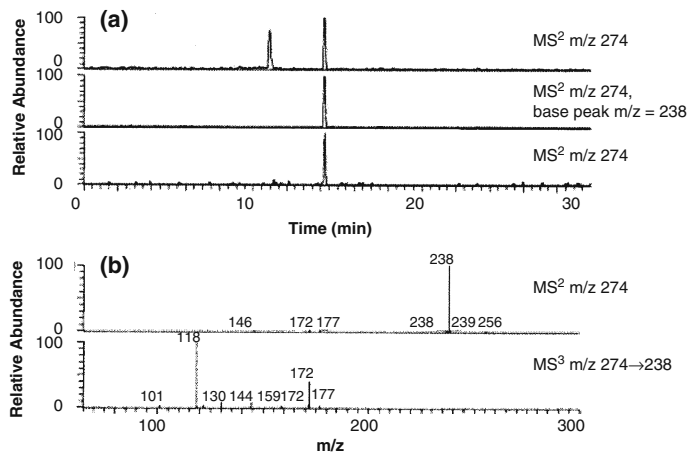 (a)
Relative Abundance
100
0
MS² m/z 274
100
0
MS² m/z 274,
base peak m/z = 238
100
0
MS² m/z 274
0 10 20 30
Time (min)
(b)
Relative Abundance
100
0
238
146 172 177 238 239 256
MS² m/z 274
100
0
118
101 130 144 159 172 172 177
MS³ m/z 274→238
100 200 300
m/z